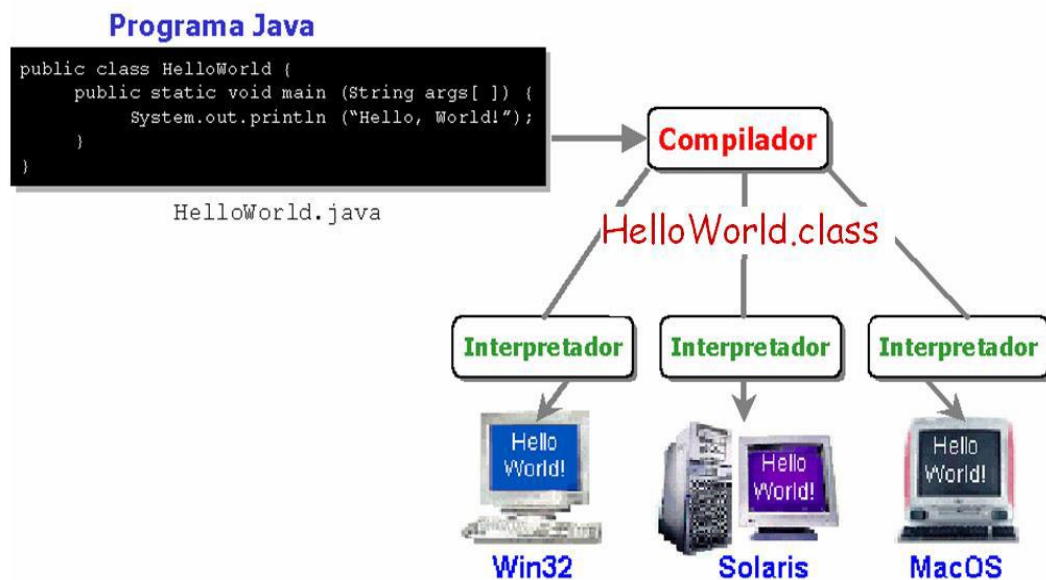 Programa Java
public class HelloWorld {
public static void main (String args[ ]) {
System.out.println (“Hello, World!”);
}
}
HelloWorld.java
Compilador
HelloWorld.class
Interpretador Interpretador Interpretador
Hello
World!
Hello
World!
Hello
World!
Win32 Solaris MacOS